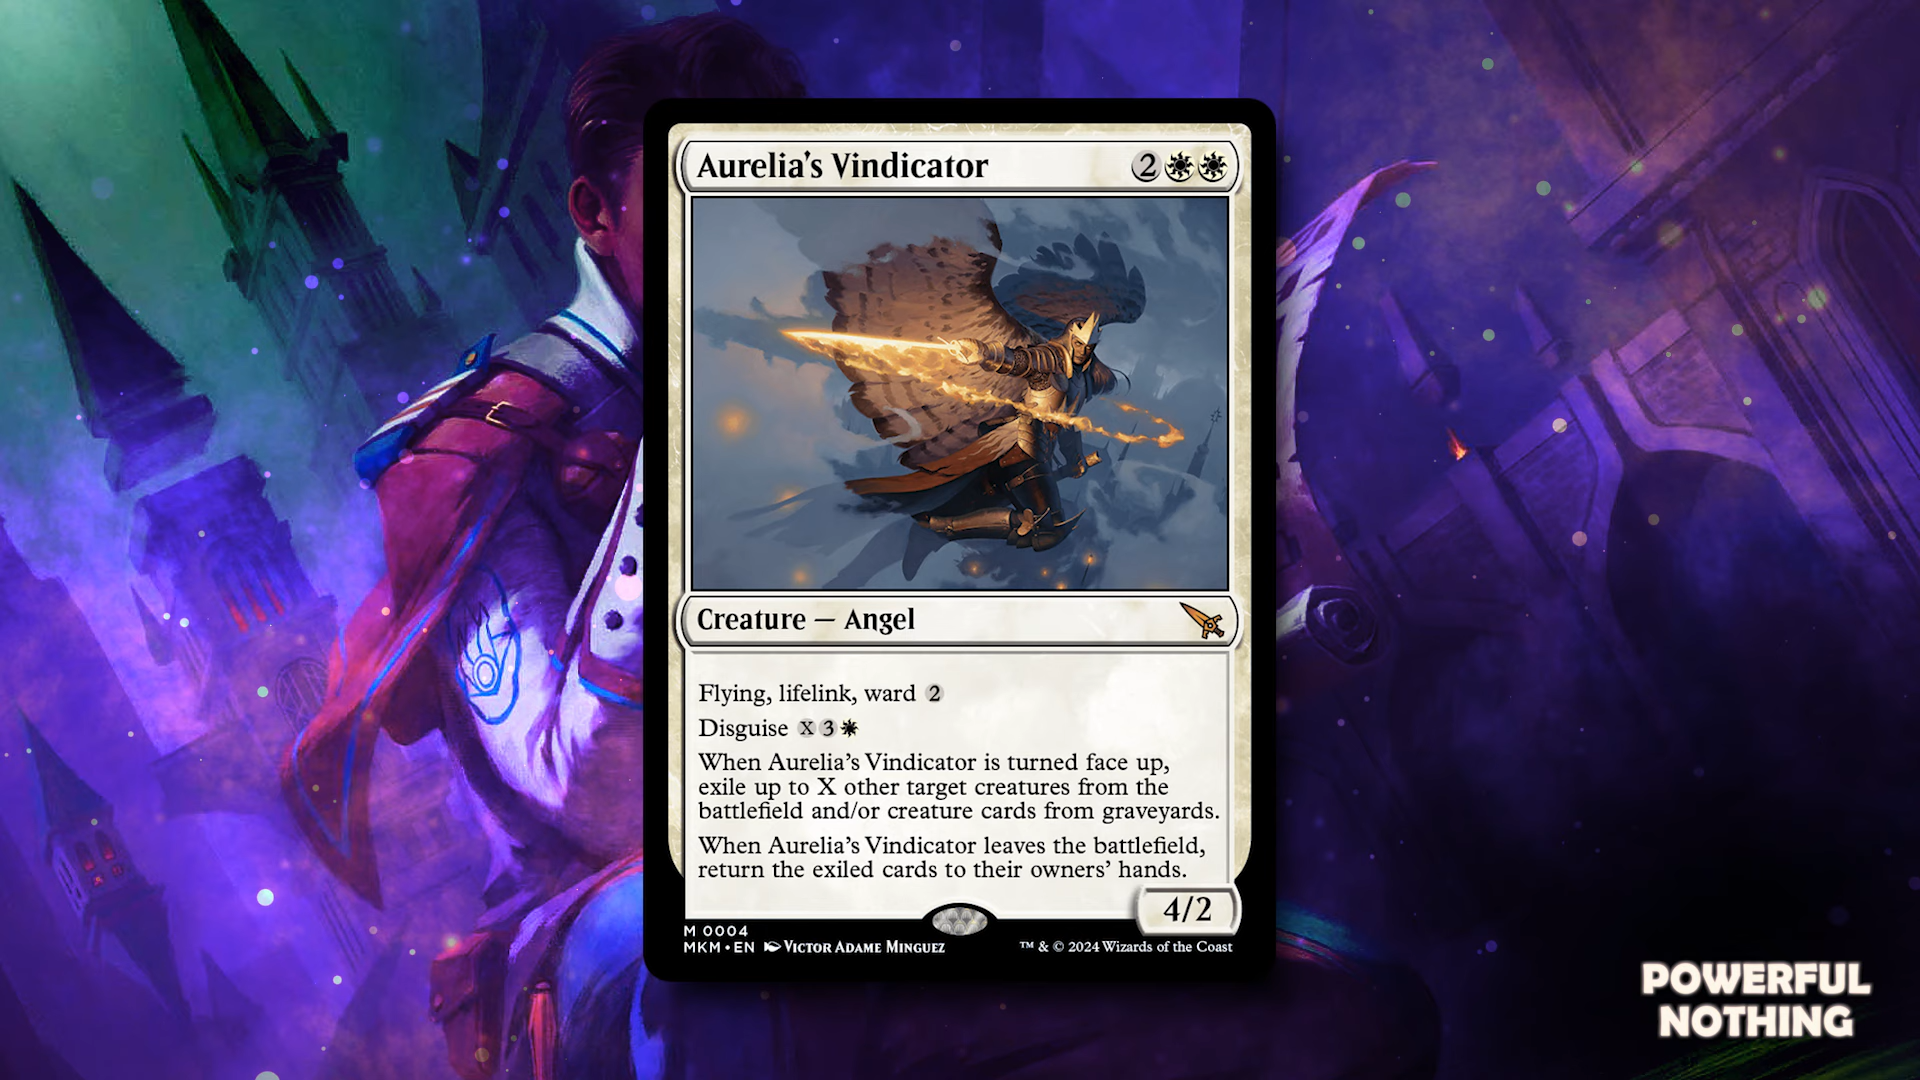 Aurelia's Vindicator 2
Creature — Angel
Flying, lifelink, ward 2
Disguise X 3
When Aurelia's Vindicator is turned face up,
exile up to X other target creatures from the
battlefield and/or creature cards from graveyards.
When Aurelia's Vindicator leaves the battlefield,
return the exiled cards to their owners' hands.
4/2
M 0004
MKM • EN Victor Adame Minguez
™ & © 2024 Wizards of the Coast
POWERFUL
NOTHING